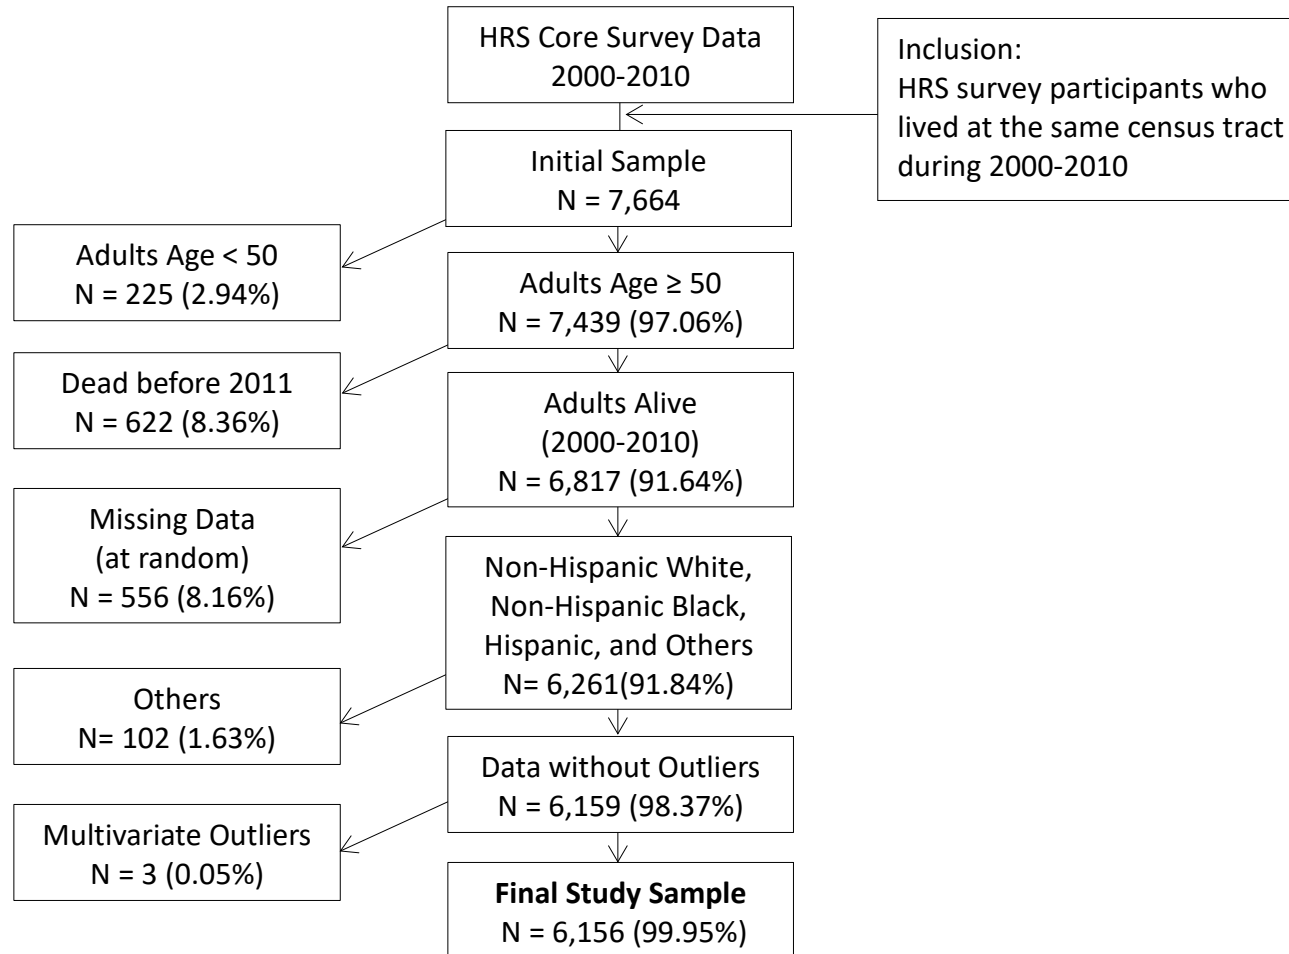 HRS Core Survey Data
2000-2010
Inclusion:
HRS survey participants who
lived at the same census tract
during 2000-2010
Initial Sample
N = 7,664
Adults Age < 50
N = 225 (2.94%)
Adults Age ≥ 50
N = 7,439 (97.06%)
Dead before 2011
N = 622 (8.36%)
Adults Alive
(2000-2010)
N = 6,817 (91.64%)
Missing Data
(at random)
N = 556 (8.16%)
Non-Hispanic White,
Non-Hispanic Black,
Hispanic, and Others
N= 6,261(91.84%)
Others
N= 102 (1.63%)
Data without Outliers
N = 6,159 (98.37%)
Multivariate Outliers
N = 3 (0.05%)
Final Study Sample
N = 6,156 (99.95%)